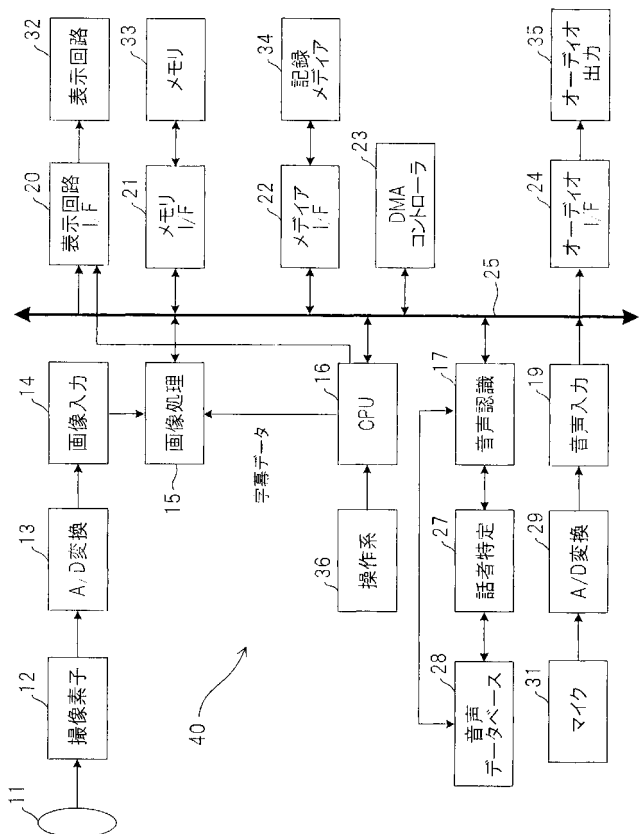 11
12
撮像素子
13
A/D変換
14
画像入力
画像処理
15
字幕データ
40
36
操作系
16
CPU
28
音声
データベース
27
話者特定
17
音声認識
31
マイク
29
A/D変換
19
音声入力
25
20
表示回路
I/F
32
表示回路
21
メモリ
I/F
33
メモリ
22
メディア
I/F
34
記録
メディア
23
DMA
コントローラ
24
オーディオ
I/F
35
オーディオ
出力